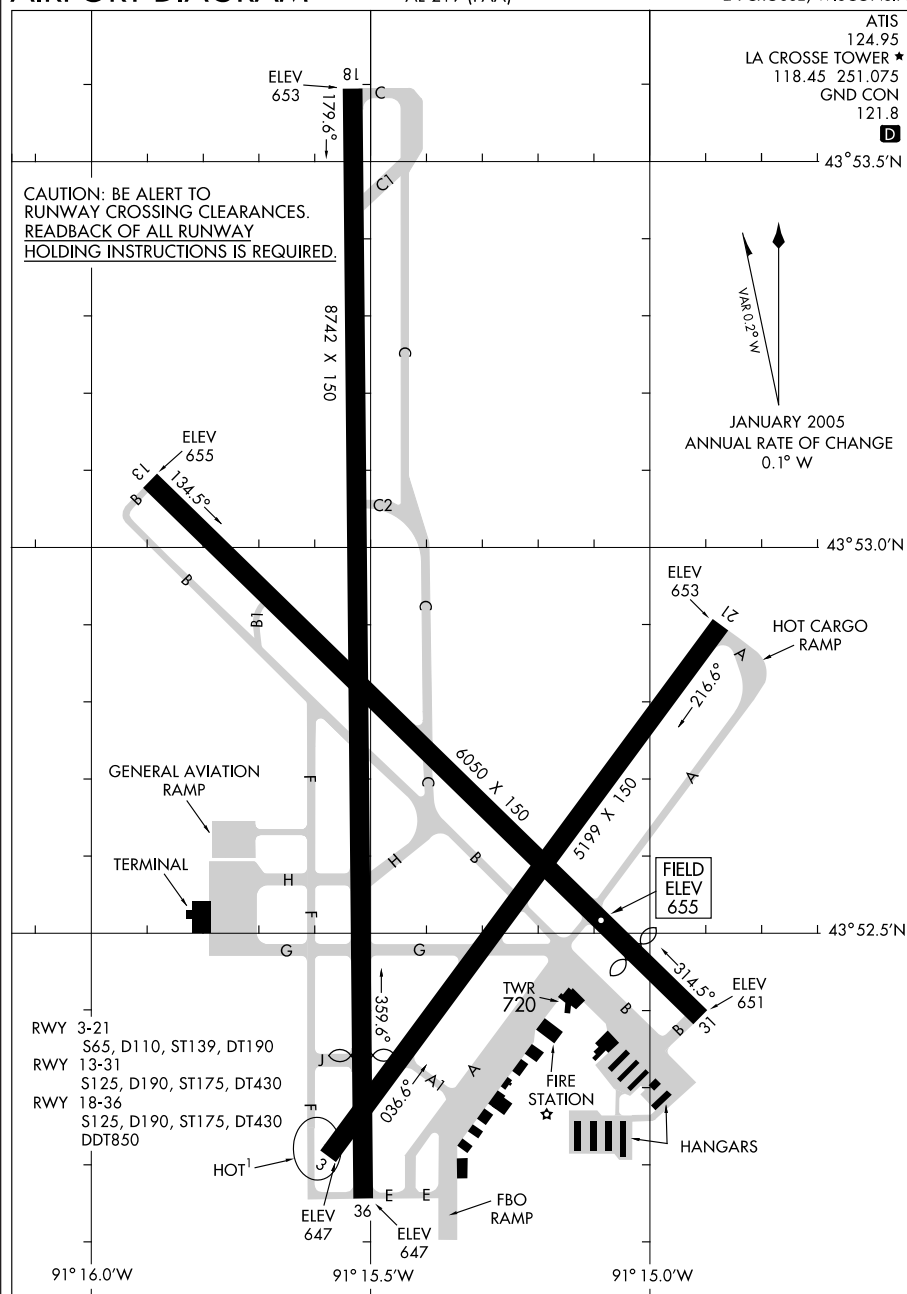 AIRPORT DIAGRAM
AL-219 (FAA)
ATIS
124.95
LA CROSSE TOWER ★
118.45 251.075
GND CON
121.8
D
ELEV
653
18
C
179.6°
C1
43°53.5'N
CAUTION: BE ALERT TO
RUNWAY CROSSING CLEARANCES.
READBACK OF ALL RUNWAY
HOLDING INSTRUCTIONS IS REQUIRED.
VAR 0.2° W
8742 X 150
C
JANUARY 2005
ANNUAL RATE OF CHANGE
0.1° W
ELEV
655
13
134.5°
B
C2
43°53.0'N
B
B1
C
ELEV
653
21
HOT CARGO
RAMP
A
216.6°
6050 X 150
5199 X 150
GENERAL AVIATION
RAMP
F
C
A
TERMINAL
H
H
B
F
FIELD
ELEV
655
G
G
43°52.5'N
314.5°
ELEV
651
31
B
B
TWR
720
359.6°
RWY 3-21
S65, D110, ST139, DT190
RWY 13-31
S125, D190, ST175, DT430
RWY 18-36
S125, D190, ST175, DT430
DDT850
J
A1
A
036.6°
F
FIRE
STATION
HANGARS
HOT1
3
E
E
36
ELEV
647
ELEV
647
FBO
RAMP
91° 16.0'W
91° 15.5'W
91° 15.0'W